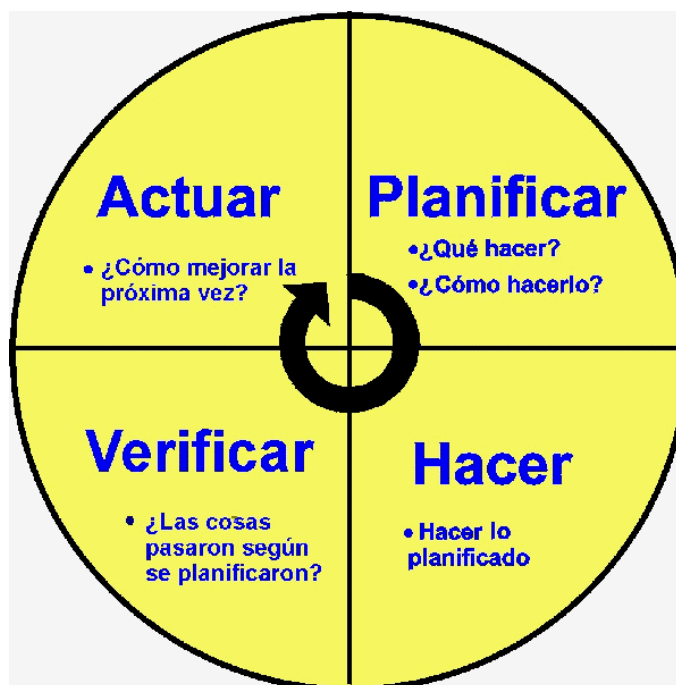 Actuar
• ¿Cómo mejorar la
próxima vez?
Planificar
•¿Qué hacer?
•¿Cómo hacerlo?
Verificar
• ¿Las cosas
pasaron según
se planificaron?
Hacer
• Hacer lo
planificado